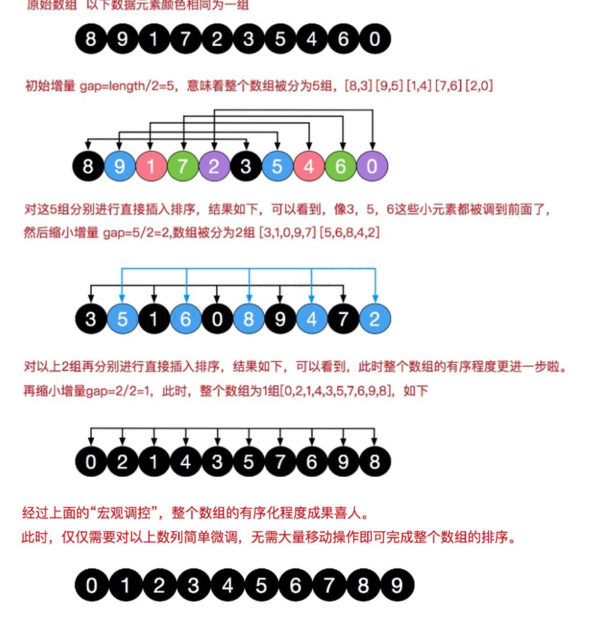 原始数组 以下数据元素颜色相同为一组
8 9 1 7 2 3 5 4 6 0
初始增量 gap=length/2=5，意味着整个数组被分为5组，[8,3] [9,5] [1,4] [7,6] [2,0]
8 9 1 7 2 3 5 4 6 0
对这5组分别进行直接插入排序，结果如下，可以看到，像3，5，6这些小元素都被调到前面了，
然后缩小增量 gap=5/2=2,数组被分为2组 [3,1,0,9,7] [5,6,8,4,2]
3 5 1 6 0 8 9 4 7 2
对以上2组再分别进行直接插入排序，结果如下，可以看到，此时整个数组的有序程度更进一步啦。
再缩小增量gap=2/2=1，此时，整个数组为1组[0,2,1,4,3,5,7,6,9,8]，如下
0 2 1 4 3 5 7 6 9 8
经过上面的“宏观调控”，整个数组的有序化程度成果喜人。
此时，仅仅需要对以上数列简单微调，无需大量移动操作即可完成整个数组的排序。
0 1 2 3 4 5 6 7 8 9